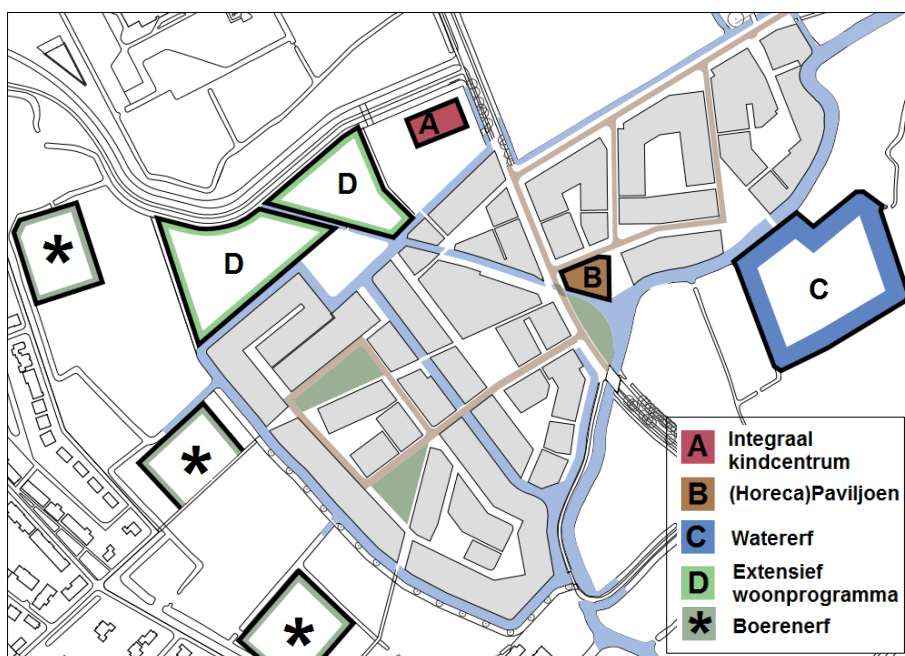 A
D
D
*
B
C
*
*
A Integraal
kindcentrum
B (Horeca)Paviljoen
C Watererf
D Extensief
woonprogramma
* Boerenerf